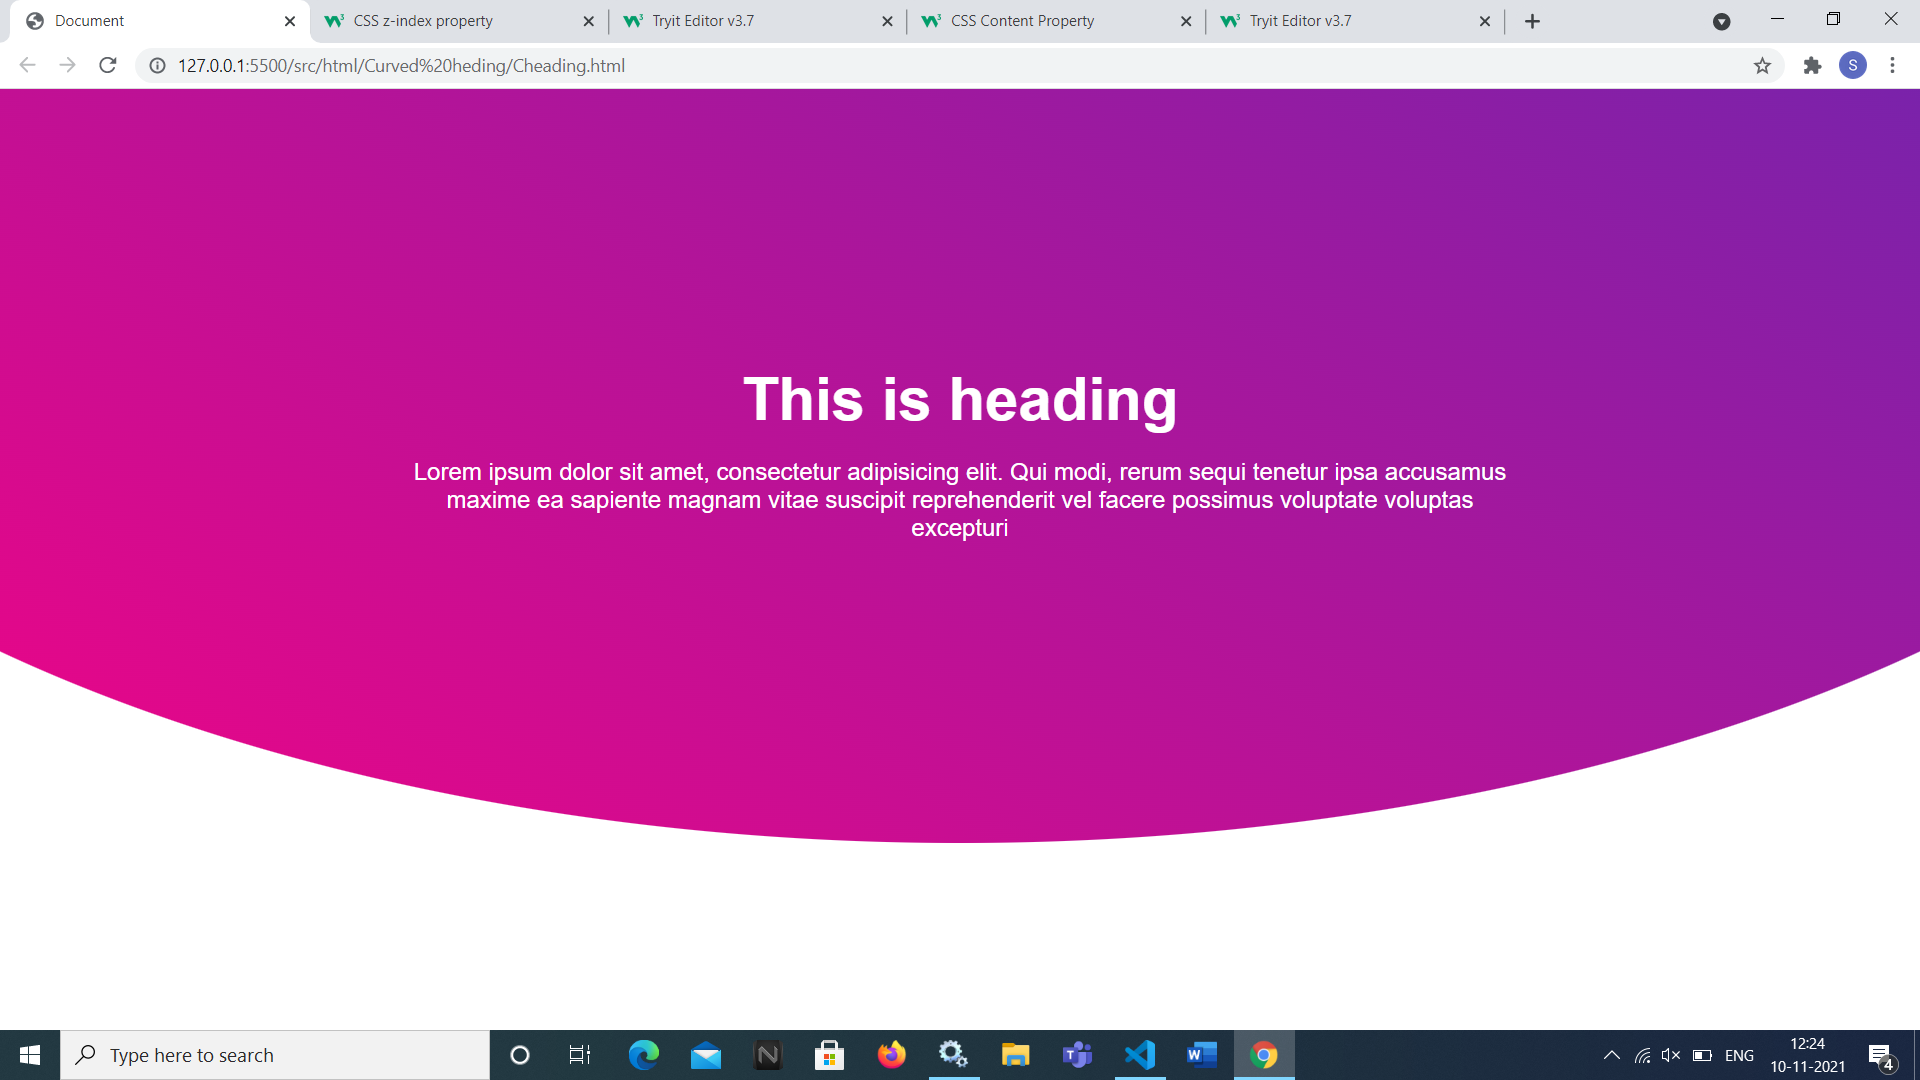 Document
CSS z-index property
Tryit Editor v3.7
CSS Content Property
Tryit Editor v3.7
127.0.0.1:5500/src/html/Curved%20heding/Cheading.html
S
This is heading
Lorem ipsum dolor sit amet, consectetur adipisicing elit. Qui modi, rerum sequi tenetur ipsa accusamus
maxime ea sapiente magnam vitae suscipit reprehenderit vel facere possimus voluptate voluptas
excepturi
Type here to search
ENG
12:24
10-11-2021
4